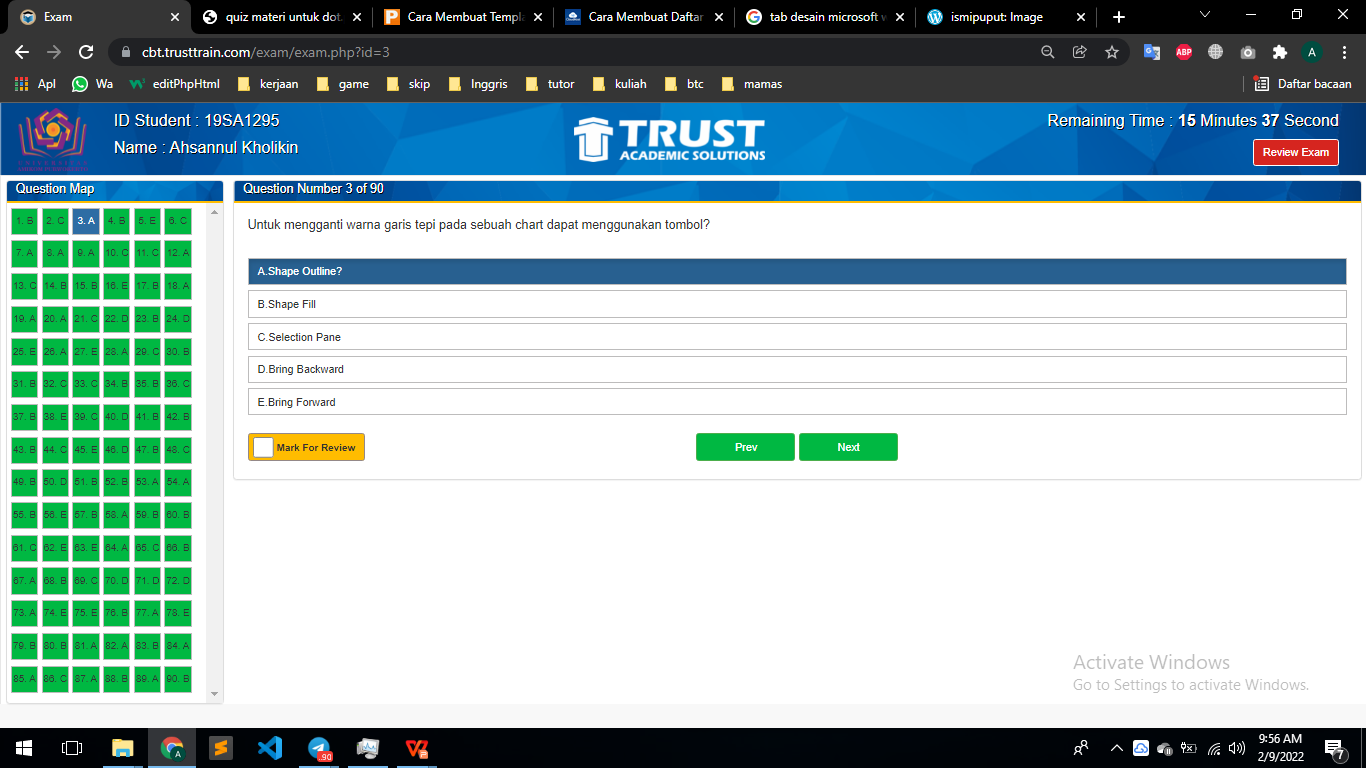 Exam
quiz materi untuk dot.
Cara Membuat Templ
Cara Membuat Daftar
tab desain microsoft w
ismipuput: Image
cbt.trusttrain.com/exam/exam.php?id=3
ABP
A
Apl
Wa
editPhpHtml
kerjaan
game
skip
Inggris
tutor
kuliah
btc
mamas
Daftar bacaan
ID Student : 19SA1295
Name : Ahsannul Kholikin
TRUST
ACADEMIC SOLUTIONS
Remaining Time : 15 Minutes 37 Second
Review Exam
Question Map
1. B 2. C 3. A 4. B 5. E 6. C
7. A 8. A 9. A 10. C 11. C 12. A
13. C 14. B 15. B 16. E 17. B 18. A
19. A 20. A 21. C 22. D 23. B 24. D
25. E 26. A 27. E 28. A 29. C 30. B
31. B 32. C 33. C 34. B 35. B 36. C
37. B 38. E 39. C 40. D 41. B 42. B
43. B 44. C 45. E 46. D 47. B 48. C
49. B 50. D 51. B 52. B 53. A 54. A
55. B 56. E 57. B 58. A 59. B 60. B
61. C 62. E 63. E 64. A 65. C 66. B
67. A 68. B 69. C 70. D 71. D 72. D
73. A 74. E 75. E 76. B 77. A 78. E
79. B 80. B 81. A 82. A 83. B 84. A
85. A 86. C 87. A 88. B 89. A 90. B
Question Number 3 of 90
Untuk mengganti warna garis tepi pada sebuah chart dapat menggunakan tombol?
A.Shape Outline?
B.Shape Fill
C.Selection Pane
D.Bring Backward
E.Bring Forward
Mark For Review
Prev
Next
Activate Windows
Go to Settings to activate Windows.
A
90
9:56 AM
2/9/2022
7